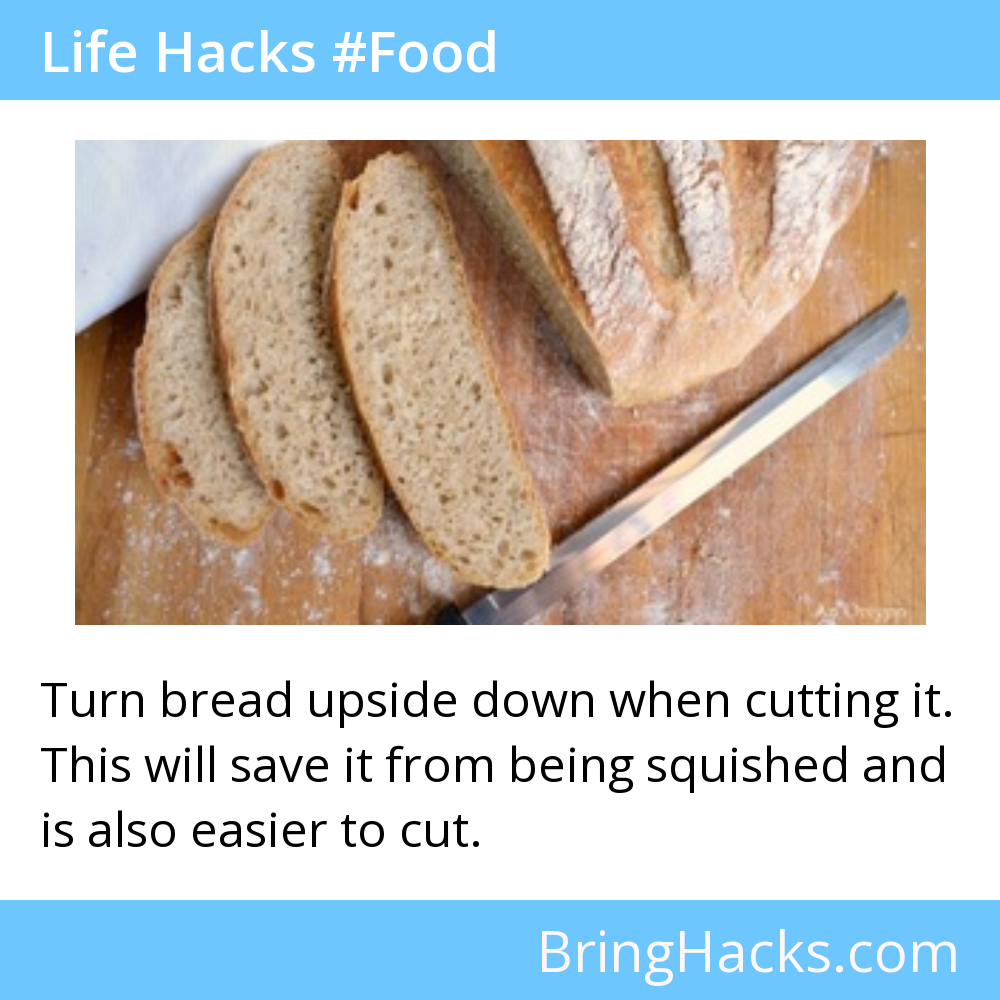 Life Hacks #Food
Turn bread upside down when cutting it.
This will save it from being squished and
is also easier to cut.
BringHacks.com